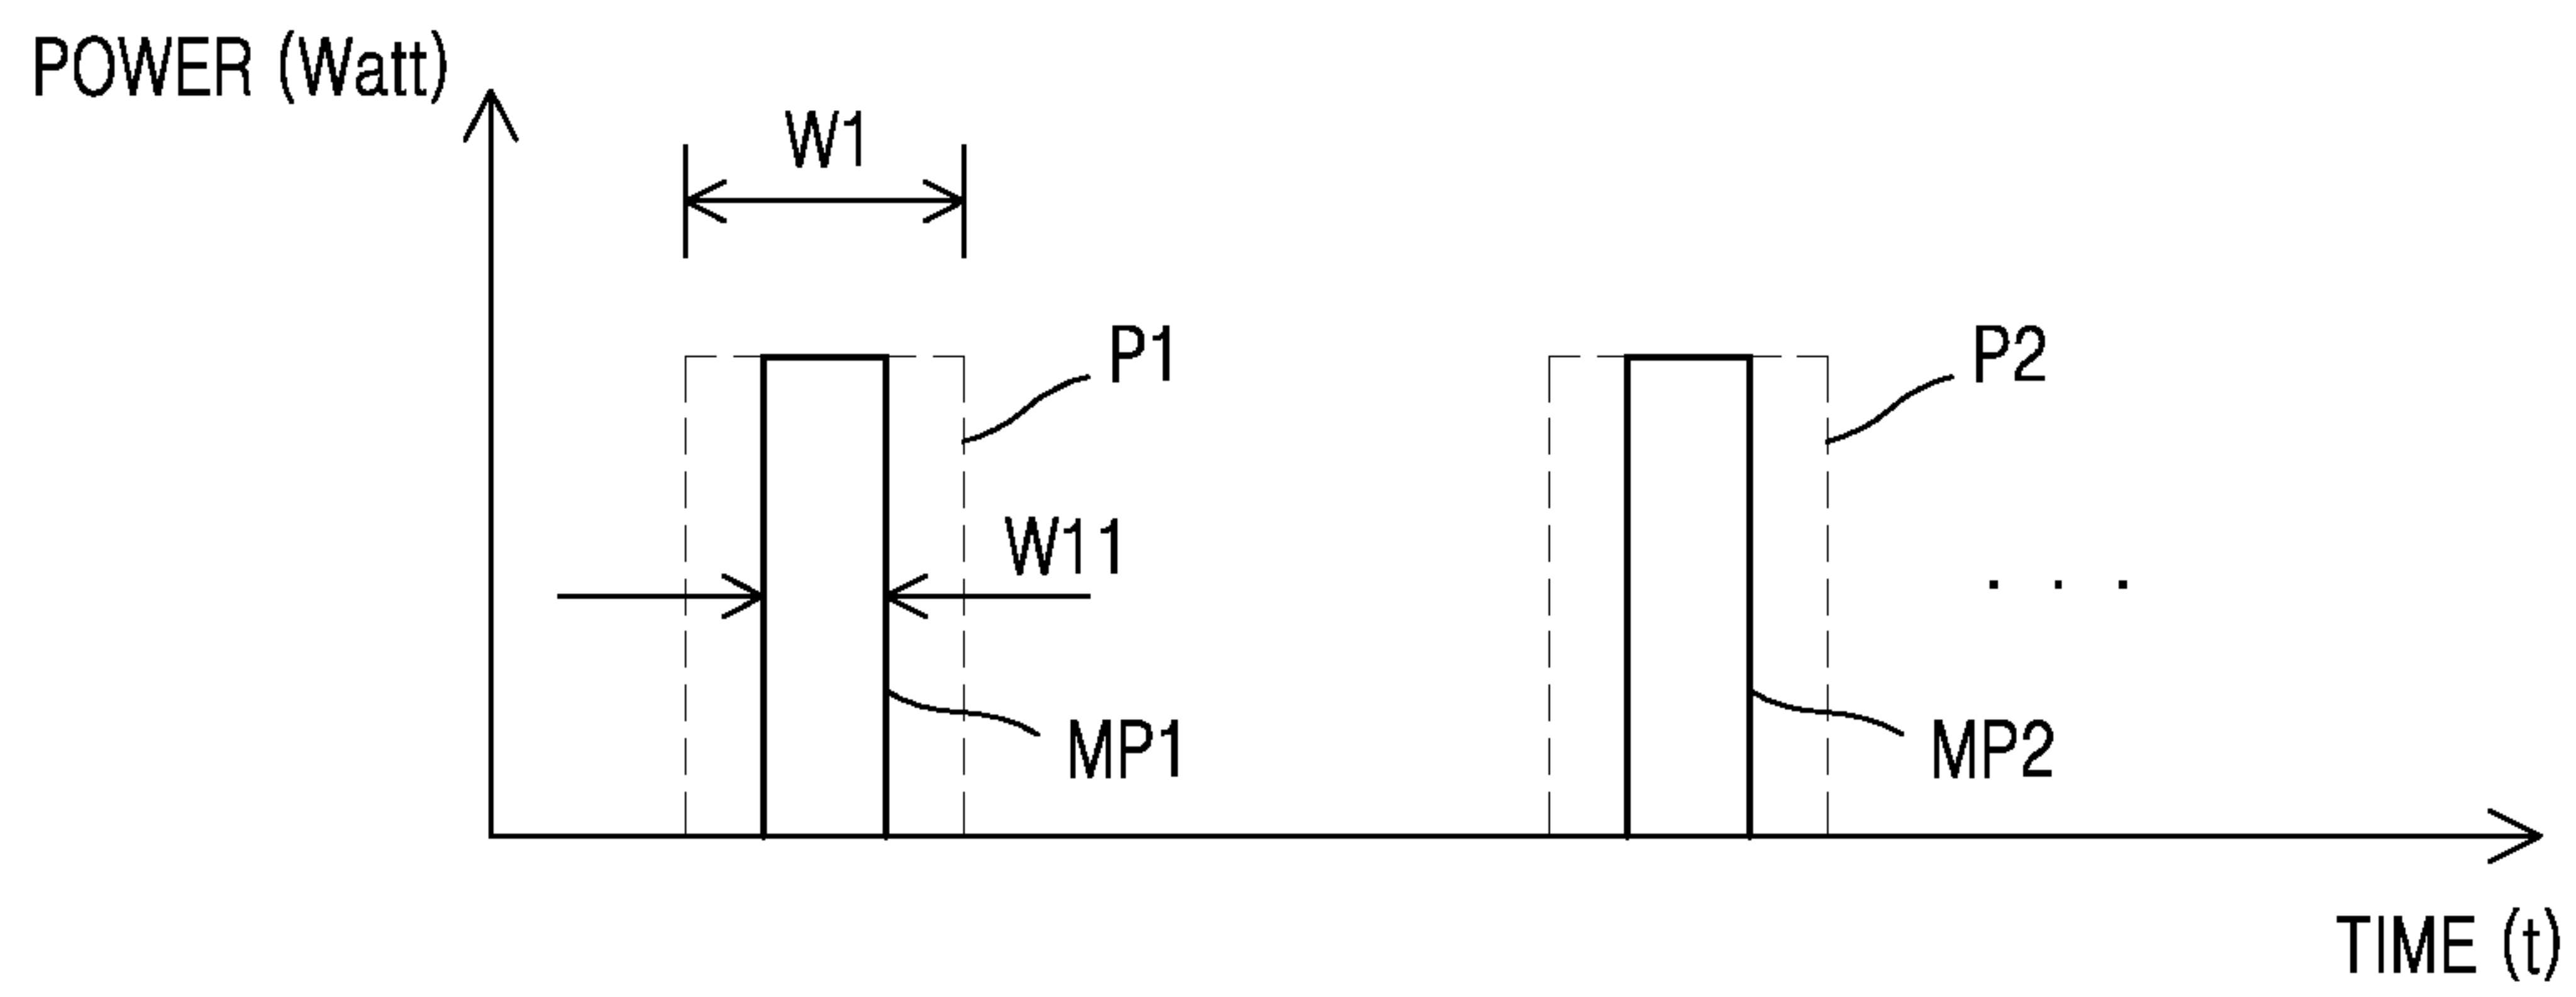 POWER (Watt)
W1
P1
P2
W11
. . .
MP1
MP2
TIME (t)